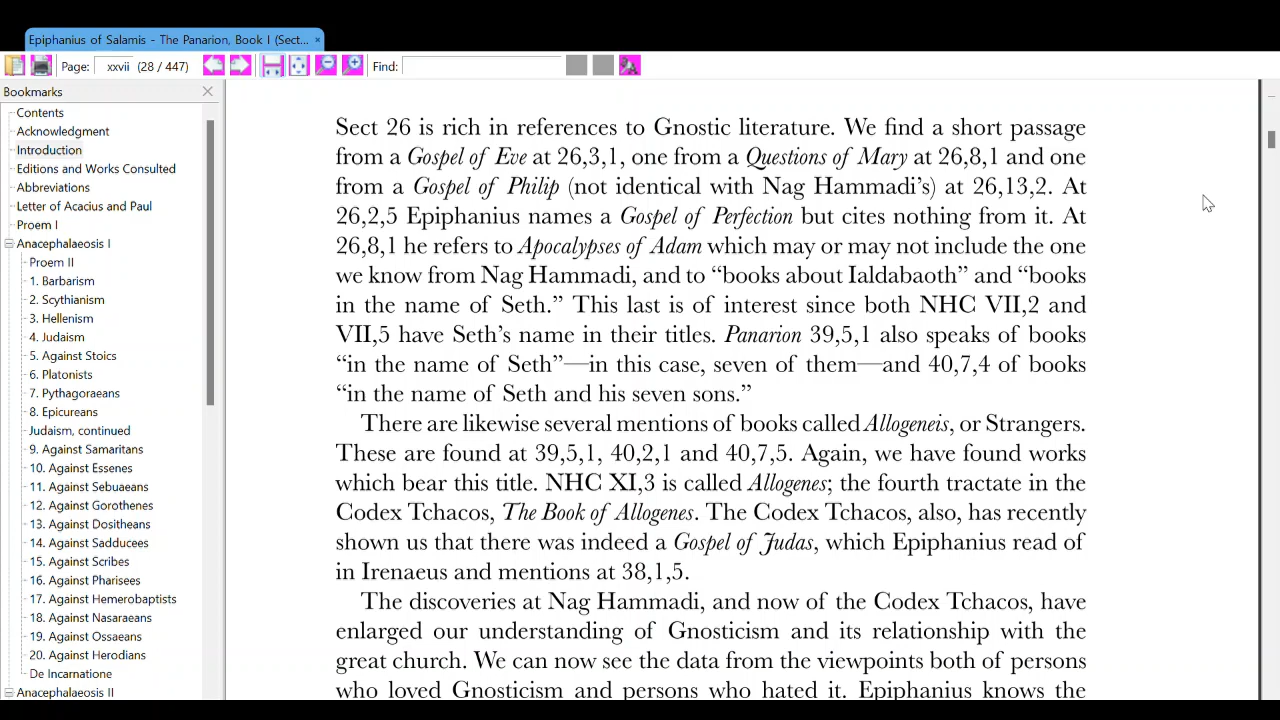 Epiphanius of Salamis - The Panarion, Book I (Sect... ×
Page: xxvii (28 / 447) Find:
Bookmarks
Contents
Acknowledgment
Introduction
Editions and Works Consulted
Abbreviations
Letter of Acacius and Paul
Proem I
Anacephalaeosis I
Proem II
1. Barbarism
2. Scythianism
3. Hellenism
4. Judaism
5. Against Stoics
6. Platonists
7. Pythagoraeans
8. Epicureans
Judaism, continued
9. Against Samaritans
10. Against Essenes
11. Against Sebuaeans
12. Against Gorothenes
13. Against Dositheans
14. Against Sadducees
15. Against Scribes
16. Against Pharisees
17. Against Hemerobaptists
18. Against Nasaraeans
19. Against Ossaeans
20. Against Herodians
De Incarnatione
Anacephalaeosis II
Sect 26 is rich in references to Gnostic literature. We find a short passage
from a Gospel of Eve at 26,3,1, one from a Questions of Mary at 26,8,1 and one
from a Gospel of Philip (not identical with Nag Hammadi’s) at 26,13,2. At
26,2,5 Epiphanius names a Gospel of Perfection but cites nothing from it. At
26,8,1 he refers to Apocalypses of Adam which may or may not include the one
we know from Nag Hammadi, and to “books about Ialdabaoth” and “books
in the name of Seth.” This last is of interest since both NHC VII,2 and
VII,5 have Seth’s name in their titles. Panarion 39,5,1 also speaks of books
“in the name of Seth”—in this case, seven of them—and 40,7,4 of books
“in the name of Seth and his seven sons.”
There are likewise several mentions of books called Allogeneis, or Strangers.
These are found at 39,5,1, 40,2,1 and 40,7,5. Again, we have found works
which bear this title. NHC XI,3 is called Allogenes; the fourth tractate in the
Codex Tchacos, The Book of Allogenes. The Codex Tchacos, also, has recently
shown us that there was indeed a Gospel of Judas, which Epiphanius read of
in Irenaeus and mentions at 38,1,5.
The discoveries at Nag Hammadi, and now of the Codex Tchacos, have
enlarged our understanding of Gnosticism and its relationship with the
great church. We can now see the data from the viewpoints both of persons
who loved Gnosticism and persons who hated it. Epiphanius knows the